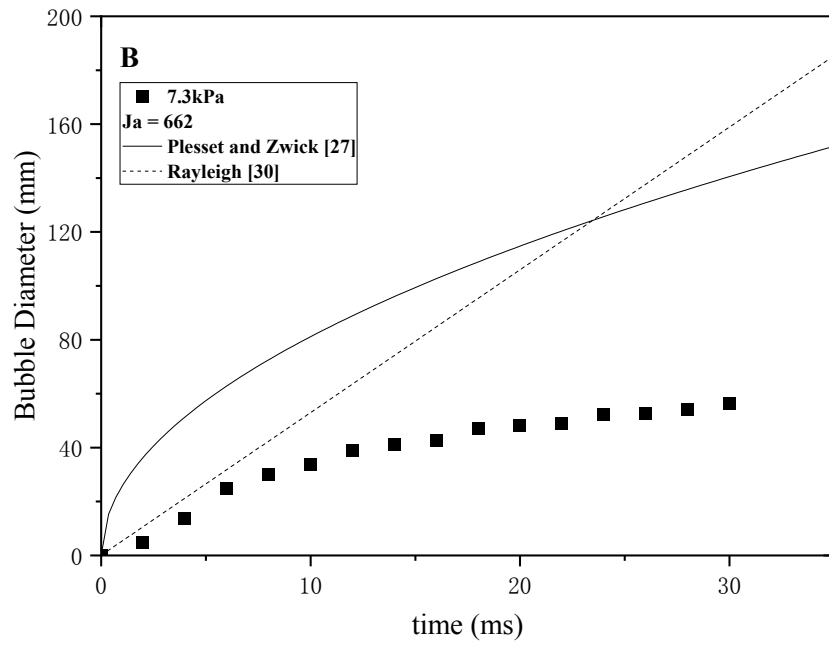 B
7.3kPa
Ja = 662
Plesset and Zwick [27]
Rayleigh [30]
200
160
120
80
40
0
Bubble Diameter (mm)
0
10
20
30
time (ms)